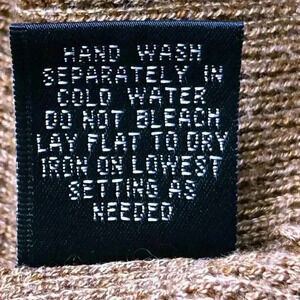 HAND WASH
SEPARATELY IN
COLD WATER
DO NOT BLEACH
LAY FLAT TO DRY
IRON ON LOWEST
SETTING AS
NEEDED